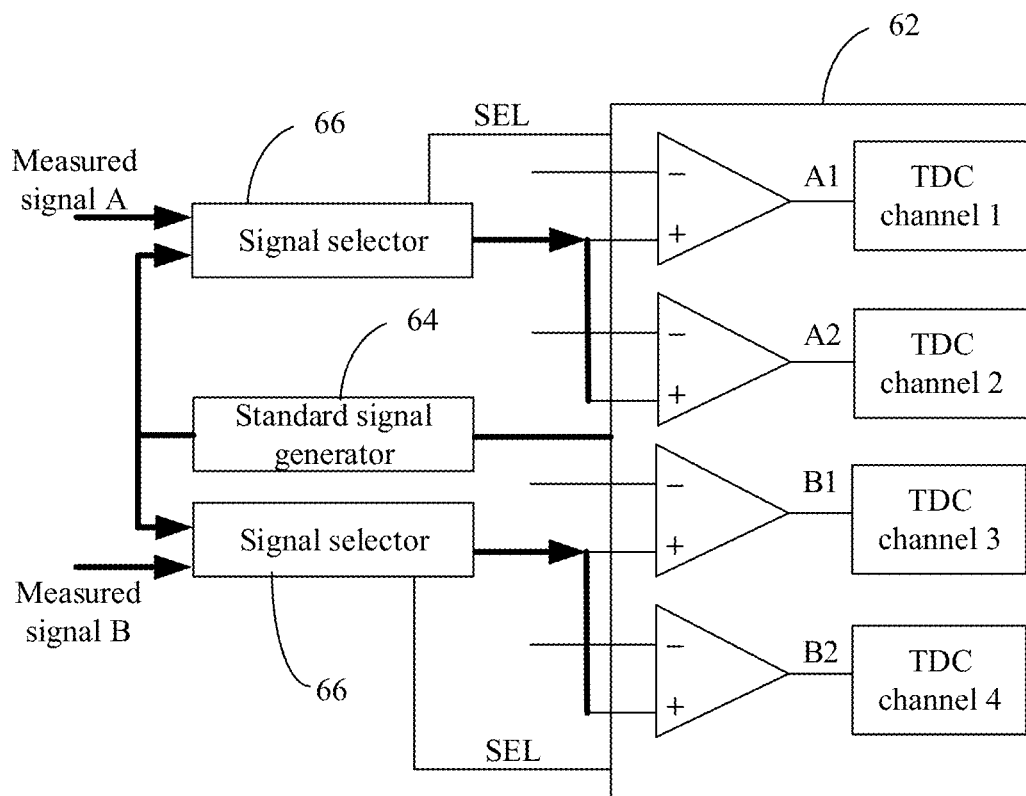 62
66
SEL
Measured
signal A
Signal selector
−
+
A1
TDC
channel 1
64
−
+
A2
TDC
channel 2
Standard signal
generator
−
+
B1
TDC
channel 3
Signal selector
Measured
signal B
66
−
+
B2
TDC
channel 4
SEL